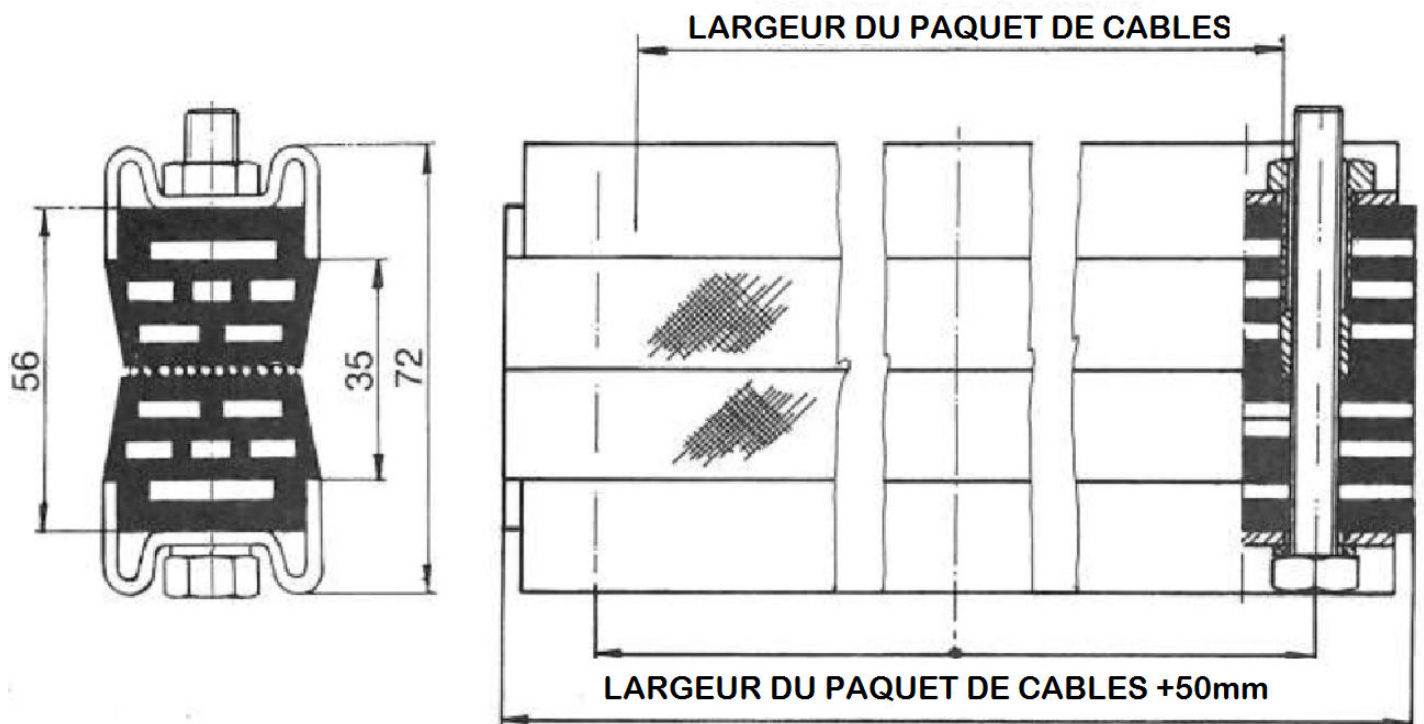 LARGEUR DU PAQUET DE CABLES
56
35
72
LARGEUR DU PAQUET DE CABLES +50mm